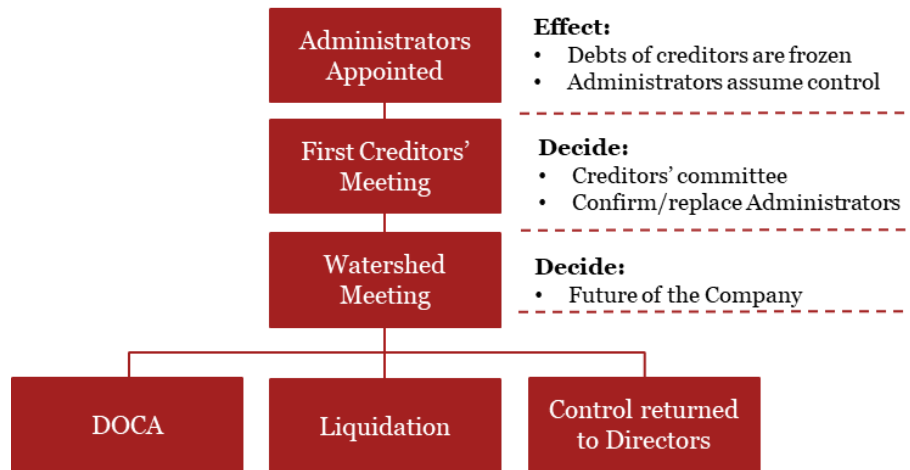 Administrators
Appointed
Effect:
• Debts of creditors are frozen
• Administrators assume control
First Creditors’
Meeting
Decide:
• Creditors’ committee
• Confirm/replace Administrators
Watershed
Meeting
Decide:
• Future of the Company
DOCA
Liquidation
Control returned
to Directors